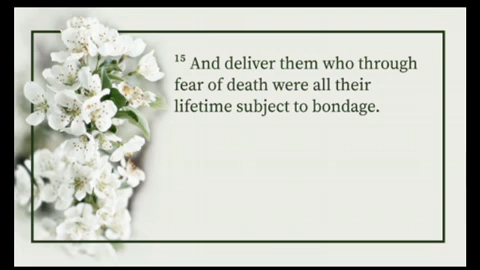 ¹⁵ And deliver them who through
fear of death were all their
lifetime subject to bondage.